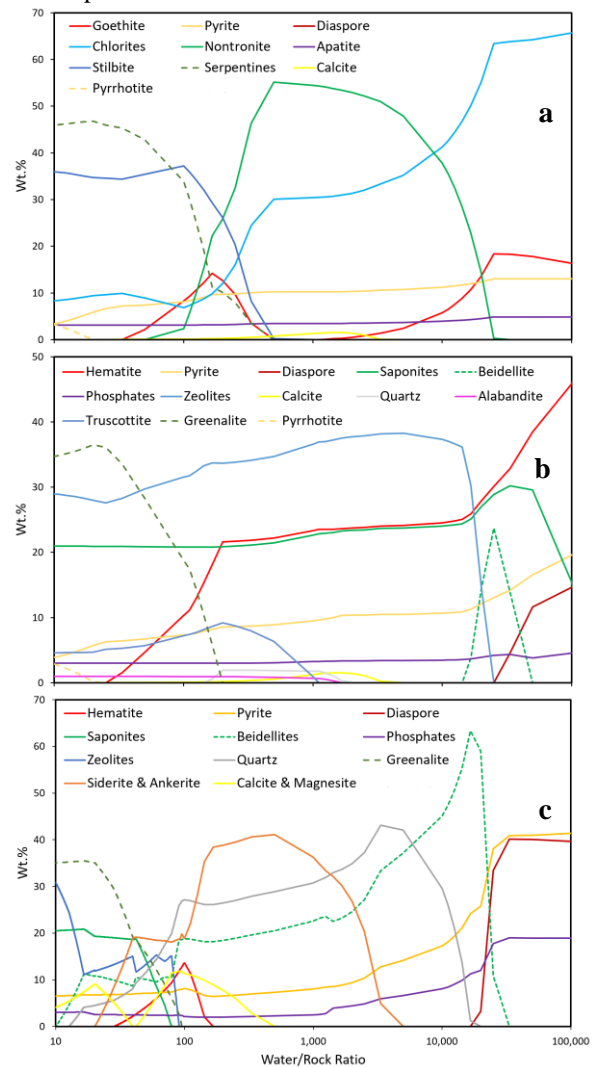 70
60
50
40
30
20
10
0
Wt.%
Goethite Pyrite Diaspore
Chlorites Nontronite Apatite
Stilbite Serpentines Calcite
Pyrrhotite
a
50
40
30
20
10
0
Wt.%
Hematite Pyrite Diaspore Saponites Beidellite
Phosphates Zeolites Calcite Quartz Alabandite
Truscottite Greenalite Pyrrhotite
b
70
60
50
40
30
20
10
0
Wt.%
Hematite Pyrite Diaspore
Saponites Beidellites Phosphates
Zeolites Quartz Greenalite
Siderite & Ankerite Calcite & Magnesite
c
10 100 1,000 10,000 100,000
Water/Rock Ratio